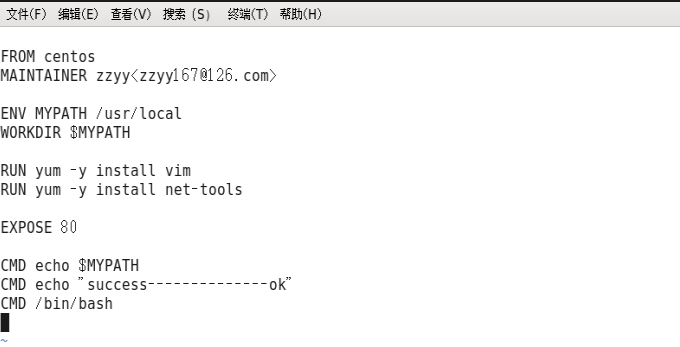 文件(F) 编辑(E) 查看(V) 搜索 (S) 终端(T) 帮助(H)
FROM centos
MAINTAINER zzyy<zzyy167@126.com>
ENV MYPATH /usr/local
WORKDIR $MYPATH
RUN yum -y install vim
RUN yum -y install net-tools
EXPOSE 80
CMD echo $MYPATH
CMD echo "success--------------ok"
CMD /bin/bash
~